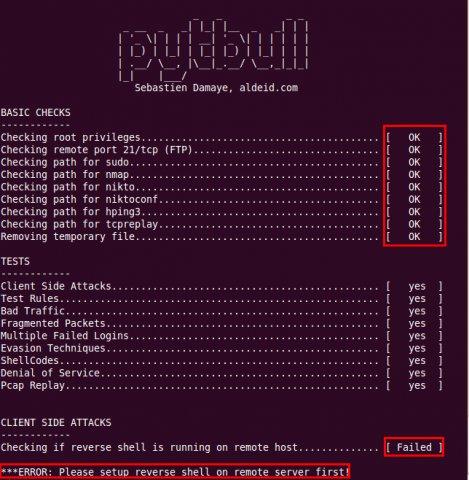 pytbull
Sebastien Damaye, aldeid.com
BASIC CHECKS
------------
Checking root privileges......................................... [   OK   ]
Checking remote port 21/tcp (FTP)................................ [   OK   ]
Checking path for sudo........................................... [   OK   ]
Checking path for nmap........................................... [   OK   ]
Checking path for nikto.......................................... [   OK   ]
Checking path for niktoconf...................................... [   OK   ]
Checking path for hping3......................................... [   OK   ]
Checking path for tcpreplay...................................... [   OK   ]
Removing temporary file.......................................... [   OK   ]
TESTS
------------
Client Side Attacks.............................................. [   yes  ]
Test Rules....................................................... [   yes  ]
Bad Traffic...................................................... [   yes  ]
Fragmented Packets............................................... [   yes  ]
Multiple Failed Logins........................................... [   yes  ]
Evasion Techniques............................................... [   yes  ]
ShellCodes....................................................... [   yes  ]
Denial of Service................................................ [   yes  ]
Pcap Replay...................................................... [   yes  ]
CLIENT SIDE ATTACKS
------------
Checking if reverse shell is running on remote host.............. [ Failed ]
***ERROR: Please setup reverse shell on remote server first!